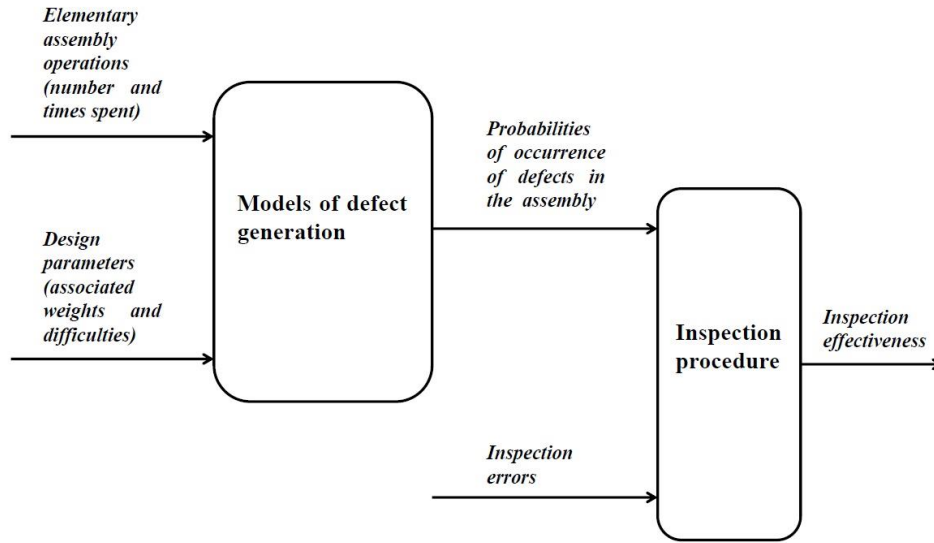 Elementary
assembly
operations
(number and
times spent)
Models of defect
generation
Design
parameters
(associated
weights and
difficulties)
Probabilities
of occurrence
of defects in
the assembly
Inspection
errors
Inspection
procedure
Inspection
effectiveness